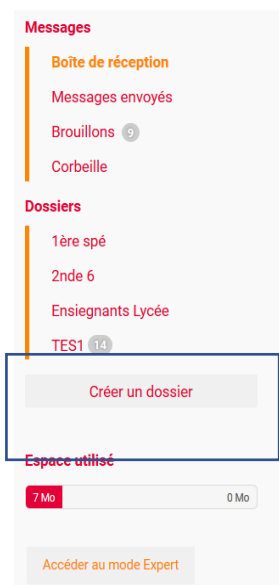 Messages
Boîte de réception
Messages envoyés
Brouillons 9
Corbeille
Dossiers
1ère spé
2nde 6
Ensiegnants Lycée
TES1 14
Créer un dossier
Espace utilisé
7 Mo 0 Mo
Accéder au mode Expert